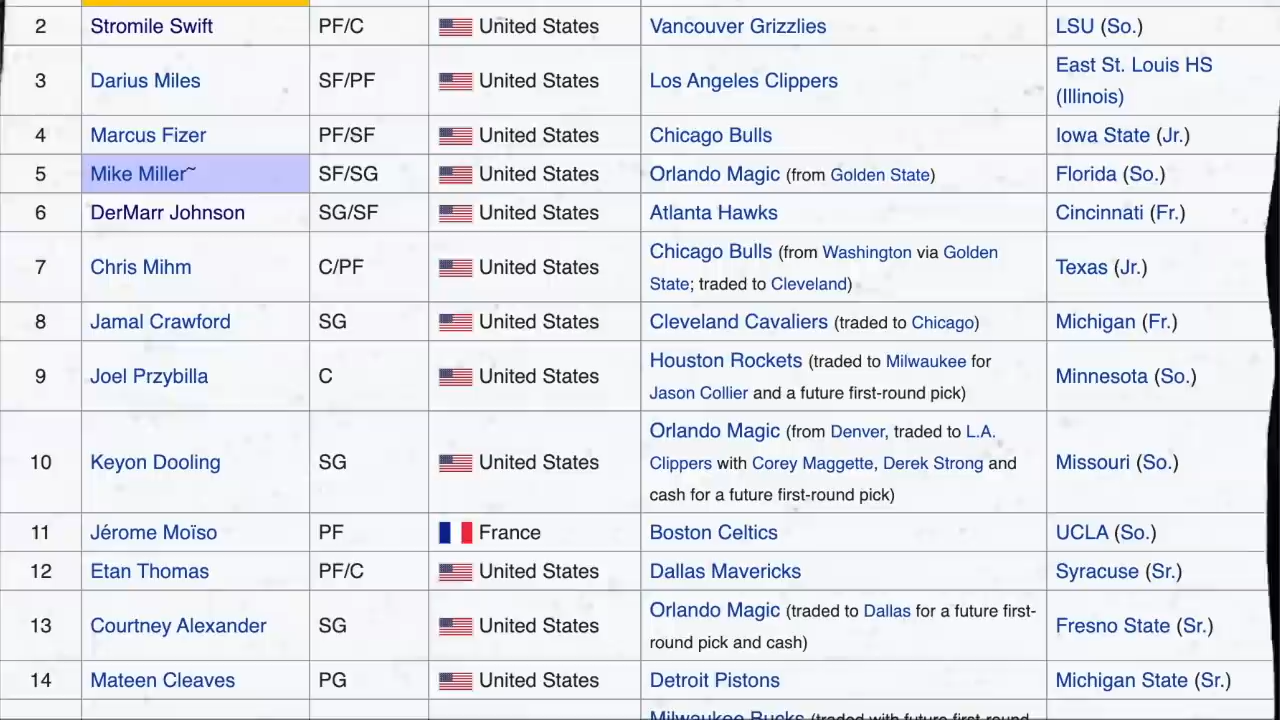 2 Stromile Swift PF/C United States Vancouver Grizzlies LSU (So.)
3 Darius Miles SF/PF United States Los Angeles Clippers East St. Louis HS
(Illinois)
4 Marcus Fizer PF/SF United States Chicago Bulls Iowa State (Jr.)
5 Mike Miller~ SF/SG United States Orlando Magic (from Golden State) Florida (So.)
6 DerMarr Johnson SG/SF United States Atlanta Hawks Cincinnati (Fr.)
7 Chris Mihm C/PF United States Chicago Bulls (from Washington via Golden
State; traded to Cleveland) Texas (Jr.)
8 Jamal Crawford SG United States Cleveland Cavaliers (traded to Chicago) Michigan (Fr.)
9 Joel Przybilla C United States Houston Rockets (traded to Milwaukee for
Jason Collier and a future first-round pick) Minnesota (So.)
10 Keyon Dooling SG United States Orlando Magic (from Denver, traded to L.A.
Clippers with Corey Maggette, Derek Strong and
cash for a future first-round pick) Missouri (So.)
11 Jérome Moïso PF France Boston Celtics UCLA (So.)
12 Etan Thomas PF/C United States Dallas Mavericks Syracuse (Sr.)
13 Courtney Alexander SG United States Orlando Magic (traded to Dallas for a future first-
round pick and cash) Fresno State (Sr.)
14 Mateen Cleaves PG United States Detroit Pistons Michigan State (Sr.)
Milwaukee Bucks (traded with future first-round